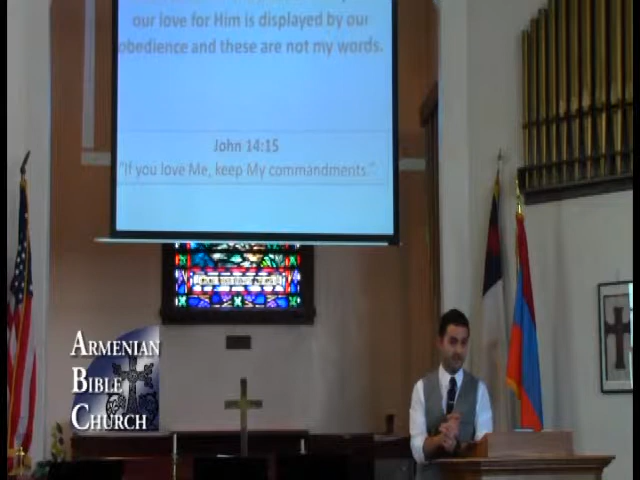 our love for Him is displayed by our
obedience and these are not my words.
John 14:15
"If you love Me, keep My commandments."
ARMENIAN
BIBLE
CHURCH